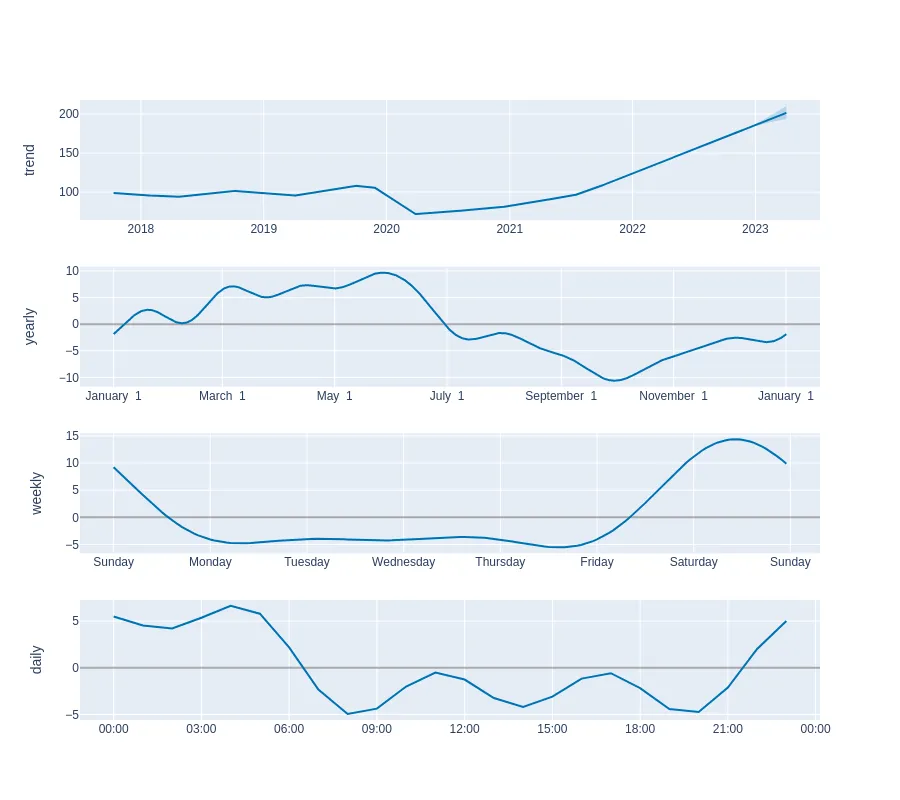 trend
200
150
100
2018 2019 2020 2021 2022 2023
yearly
10
5
0
−5
−10
January 1 March 1 May 1 July 1 September 1 November 1 January 1
weekly
15
10
5
0
−5
Sunday Monday Tuesday Wednesday Thursday Friday Saturday Sunday
daily
5
0
−5
00:00 03:00 06:00 09:00 12:00 15:00 18:00 21:00 00:00